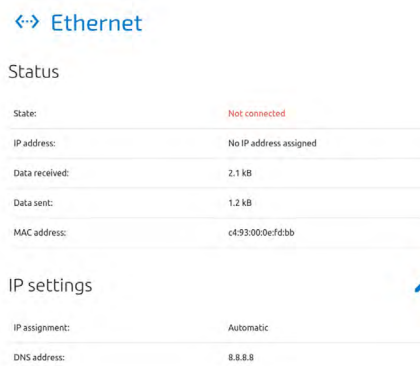 Ethernet
Status
State: Not connected
IP address: No IP address assigned
Data received: 2.1 kB
Data sent: 1.2 kB
MAC address: c4:93:00:0e:fd:bb
IP settings
IP assignment: Automatic
DNS address: 8.8.8.8